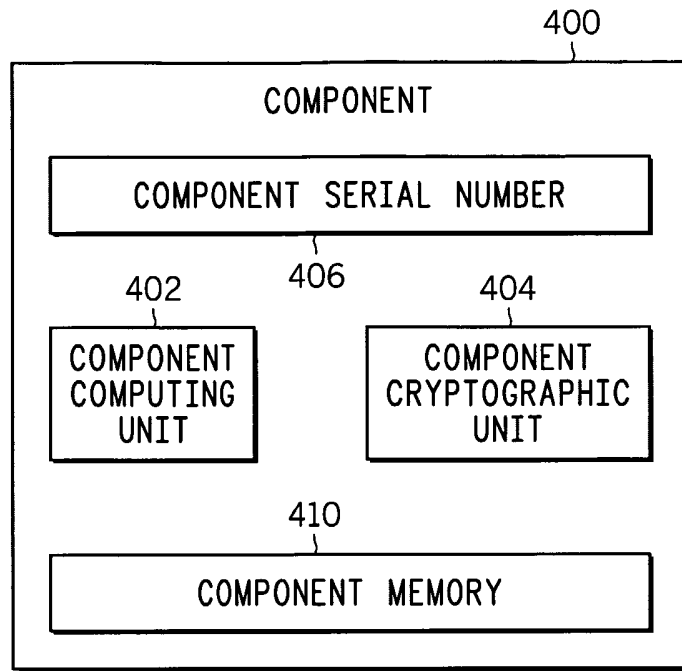 400
COMPONENT
COMPONENT SERIAL NUMBER
406
402
404
COMPONENT
COMPUTING
UNIT
COMPONENT
CRYPTOGRAPHIC
UNIT
410
COMPONENT MEMORY